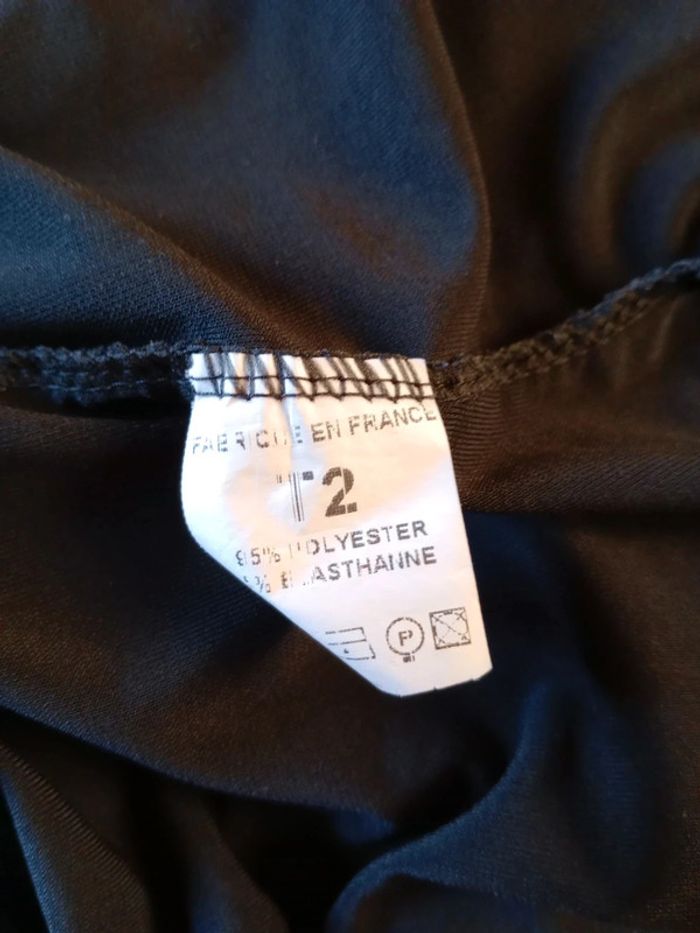 FABRIQUE EN FRANCE
T2
95% POLYESTER
% ELASTHANNE
P